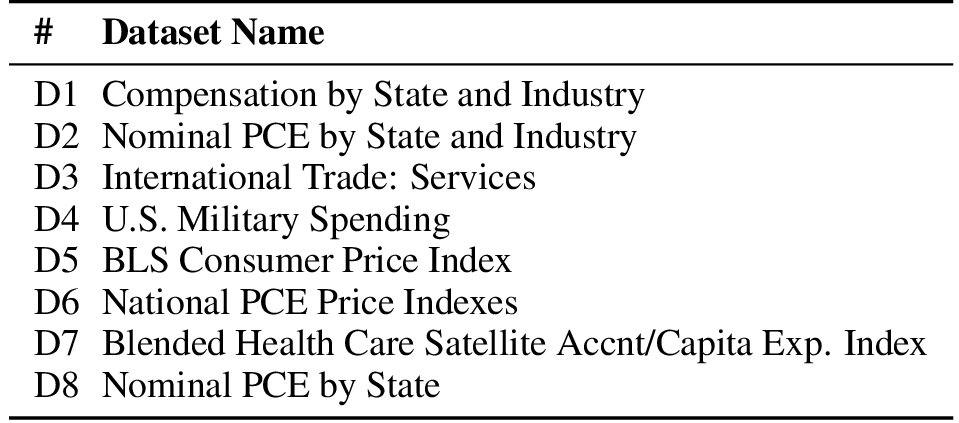 # Dataset Name
D1 Compensation by State and Industry
D2 Nominal PCE by State and Industry
D3 International Trade: Services
D4 U.S. Military Spending
D5 BLS Consumer Price Index
D6 National PCE Price Indexes
D7 Blended Health Care Satellite Accnt/Capita Exp. Index
D8 Nominal PCE by State